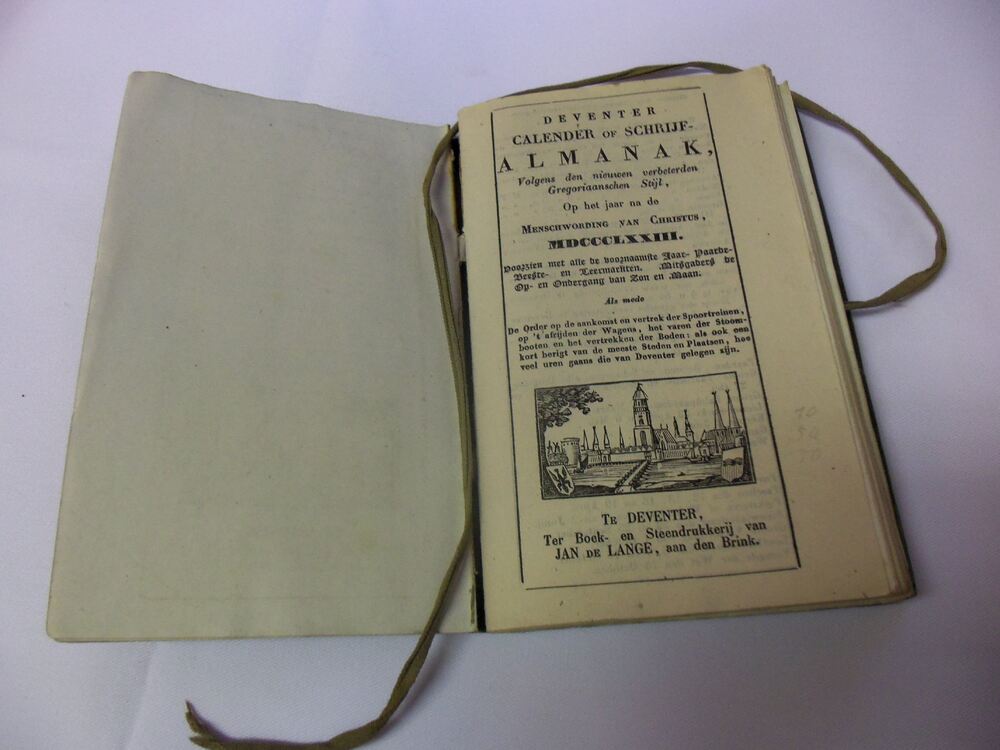 DEVENTER
CALENDER OF SCHRIJF-
ALMANAK,
Volgens den nieuwen verbeterden
Gregoriaanschen Stijl,
Op het jaar na de
MENSCHWORDING VAN CHRISTUS,
MDCCCLXXIII.
Voorzien met alle de voornaamste Jaar- Paarde-
Beeste- en Leermarkten. Mitsgaders de
Op- en Ondergang van Zon en Maan.
Als mede
De Order op de aankomst en vertrek der Spoortreinen,
op 't afrijden der Wagens, het varen der Stoom-
booten en het vertrekken der Boden; als ook een
kort berigt van de meeste Steden en Plaatsen, hoe
veel uren gaans die van Deventer gelegen zijn.
TE DEVENTER,
Ter Boek- en Steendrukkerij van
JAN DE LANGE, aan den Brink.